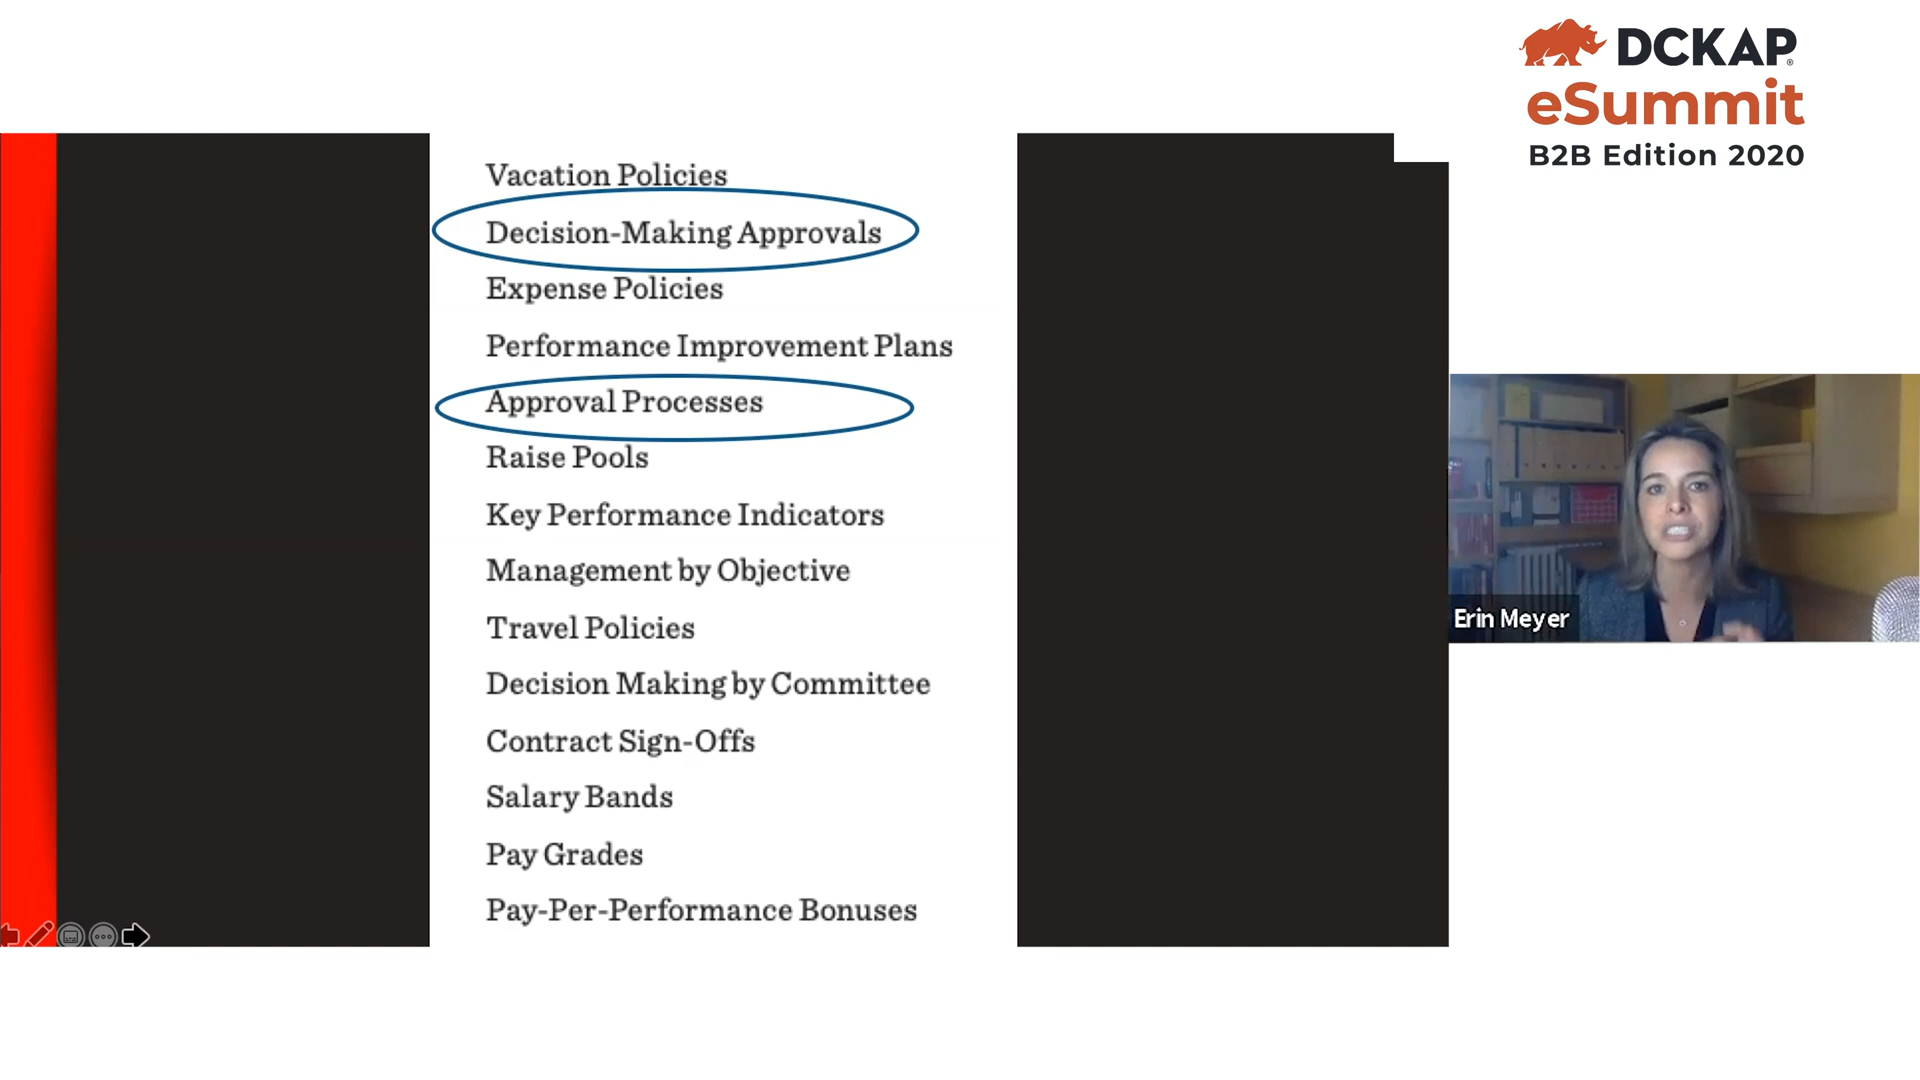 DCKAP®
eSummit
B2B Edition 2020
Vacation Policies
Decision-Making Approvals
Expense Policies
Performance Improvement Plans
Approval Processes
Raise Pools
Key Performance Indicators
Management by Objective
Travel Policies
Decision Making by Committee
Contract Sign-Offs
Salary Bands
Pay Grades
Pay-Per-Performance Bonuses
Erin Meyer